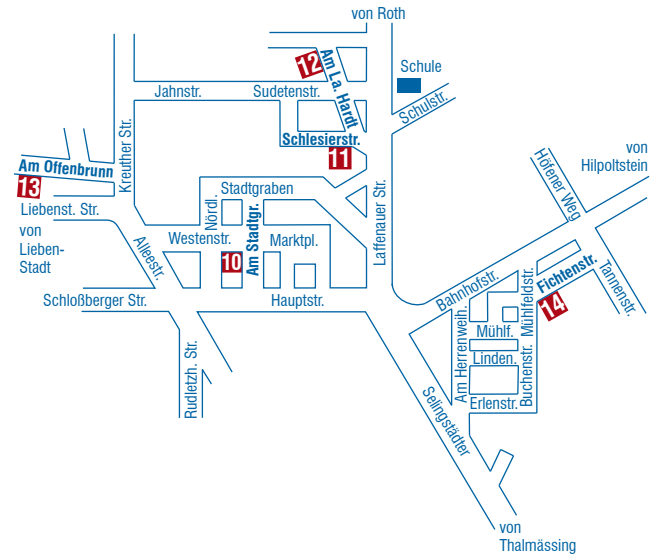 von Roth
12
Am La. Hardt
Schule
Jahnstr.
Sudetenstr.
Schulstr.
Kreuther Str.
Schlesierstr.
11
von
Hilpoltstein
Höfener Weg
Am Offenbrunn
13
Stadtgraben
Liebenst. Str.
Nördl.
Am Stadtgr.
Laffenauer Str.
von
Lieben-
Stadt
Alleestr.
Westenstr.
Marktpl.
10
Schloßberger Str.
Hauptstr.
Bahnhofstr.
Fichtenstr.
14
Tannenstr.
Mühlfeldstr.
Mühlf.
Am Herrenweih.
Linden.
Buchenstr.
Erlenstr.
Rudletzh. Str.
Selingstädter
von
Thalmässing